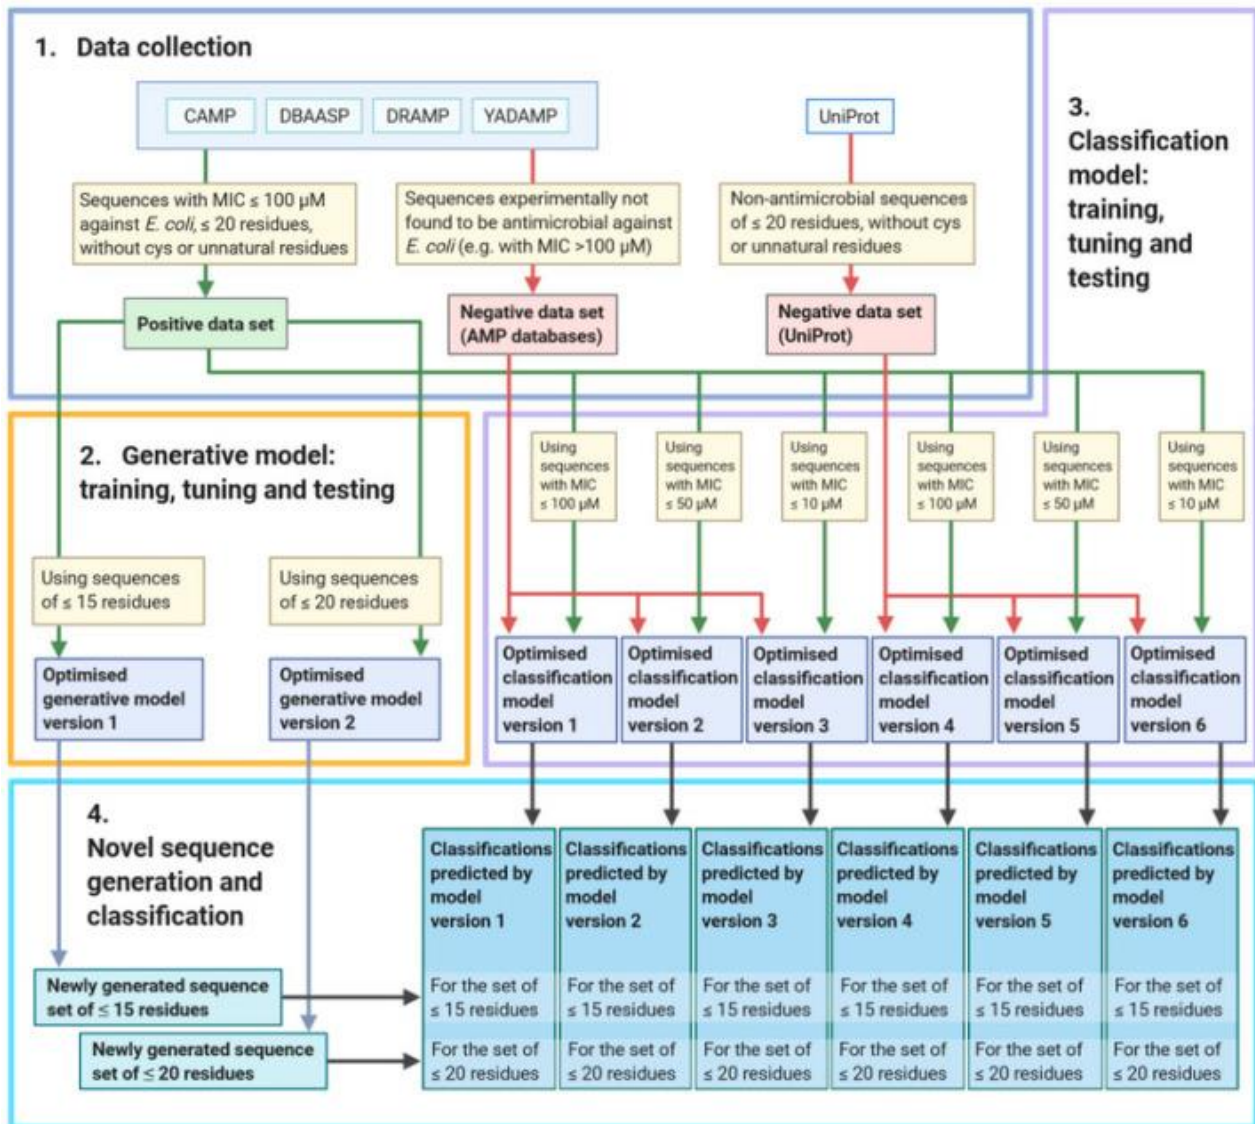 1. Data collection
CAMP
DBAASP
DRAMP
YADAMP
UniProt
Sequences with MIC ≤ 100 µM
against E. coli, ≤ 20 residues,
without cys or unnatural residues
Sequences experimentally not
found to be antimicrobial against
E. coli (e.g. with MIC >100 µM)
Non-antimicrobial sequences
of ≤ 20 residues, without cys
or unnatural residues
Positive data set
Negative data set
(AMP databases)
Negative data set
(UniProt)
3.
Classification
model:
training,
tuning and
testing
2. Generative model:
training, tuning and testing
Using sequences
of ≤ 15 residues
Using sequences
of ≤ 20 residues
Optimised
generative model
version 1
Optimised
generative model
version 2
Using
sequences
with MIC
≤ 100 µM
Using
sequences
with MIC
≤ 50 µM
Using
sequences
with MIC
≤ 10 µM
Using
sequences
with MIC
≤ 100 µM
Using
sequences
with MIC
≤ 50 µM
Using
sequences
with MIC
≤ 10 µM
Optimised
classification
model
version 1
Optimised
classification
model
version 2
Optimised
classification
model
version 3
Optimised
classification
model
version 4
Optimised
classification
model
version 5
Optimised
classification
model
version 6
4.
Novel sequence
generation and
classification
Newly generated sequence
set of ≤ 15 residues
Newly generated sequence
set of ≤ 20 residues
Classifications
predicted by
model
version 1
For the set of
≤ 15 residues
For the set of
≤ 20 residues
Classifications
predicted by
model
version 2
For the set of
≤ 15 residues
For the set of
≤ 20 residues
Classifications
predicted by
model
version 3
For the set of
≤ 15 residues
For the set of
≤ 20 residues
Classifications
predicted by
model
version 4
For the set of
≤ 15 residues
For the set of
≤ 20 residues
Classifications
predicted by
model
version 5
For the set of
≤ 15 residues
For the set of
≤ 20 residues
Classifications
predicted by
model
version 6
For the set of
≤ 15 residues
For the set of
≤ 20 residues